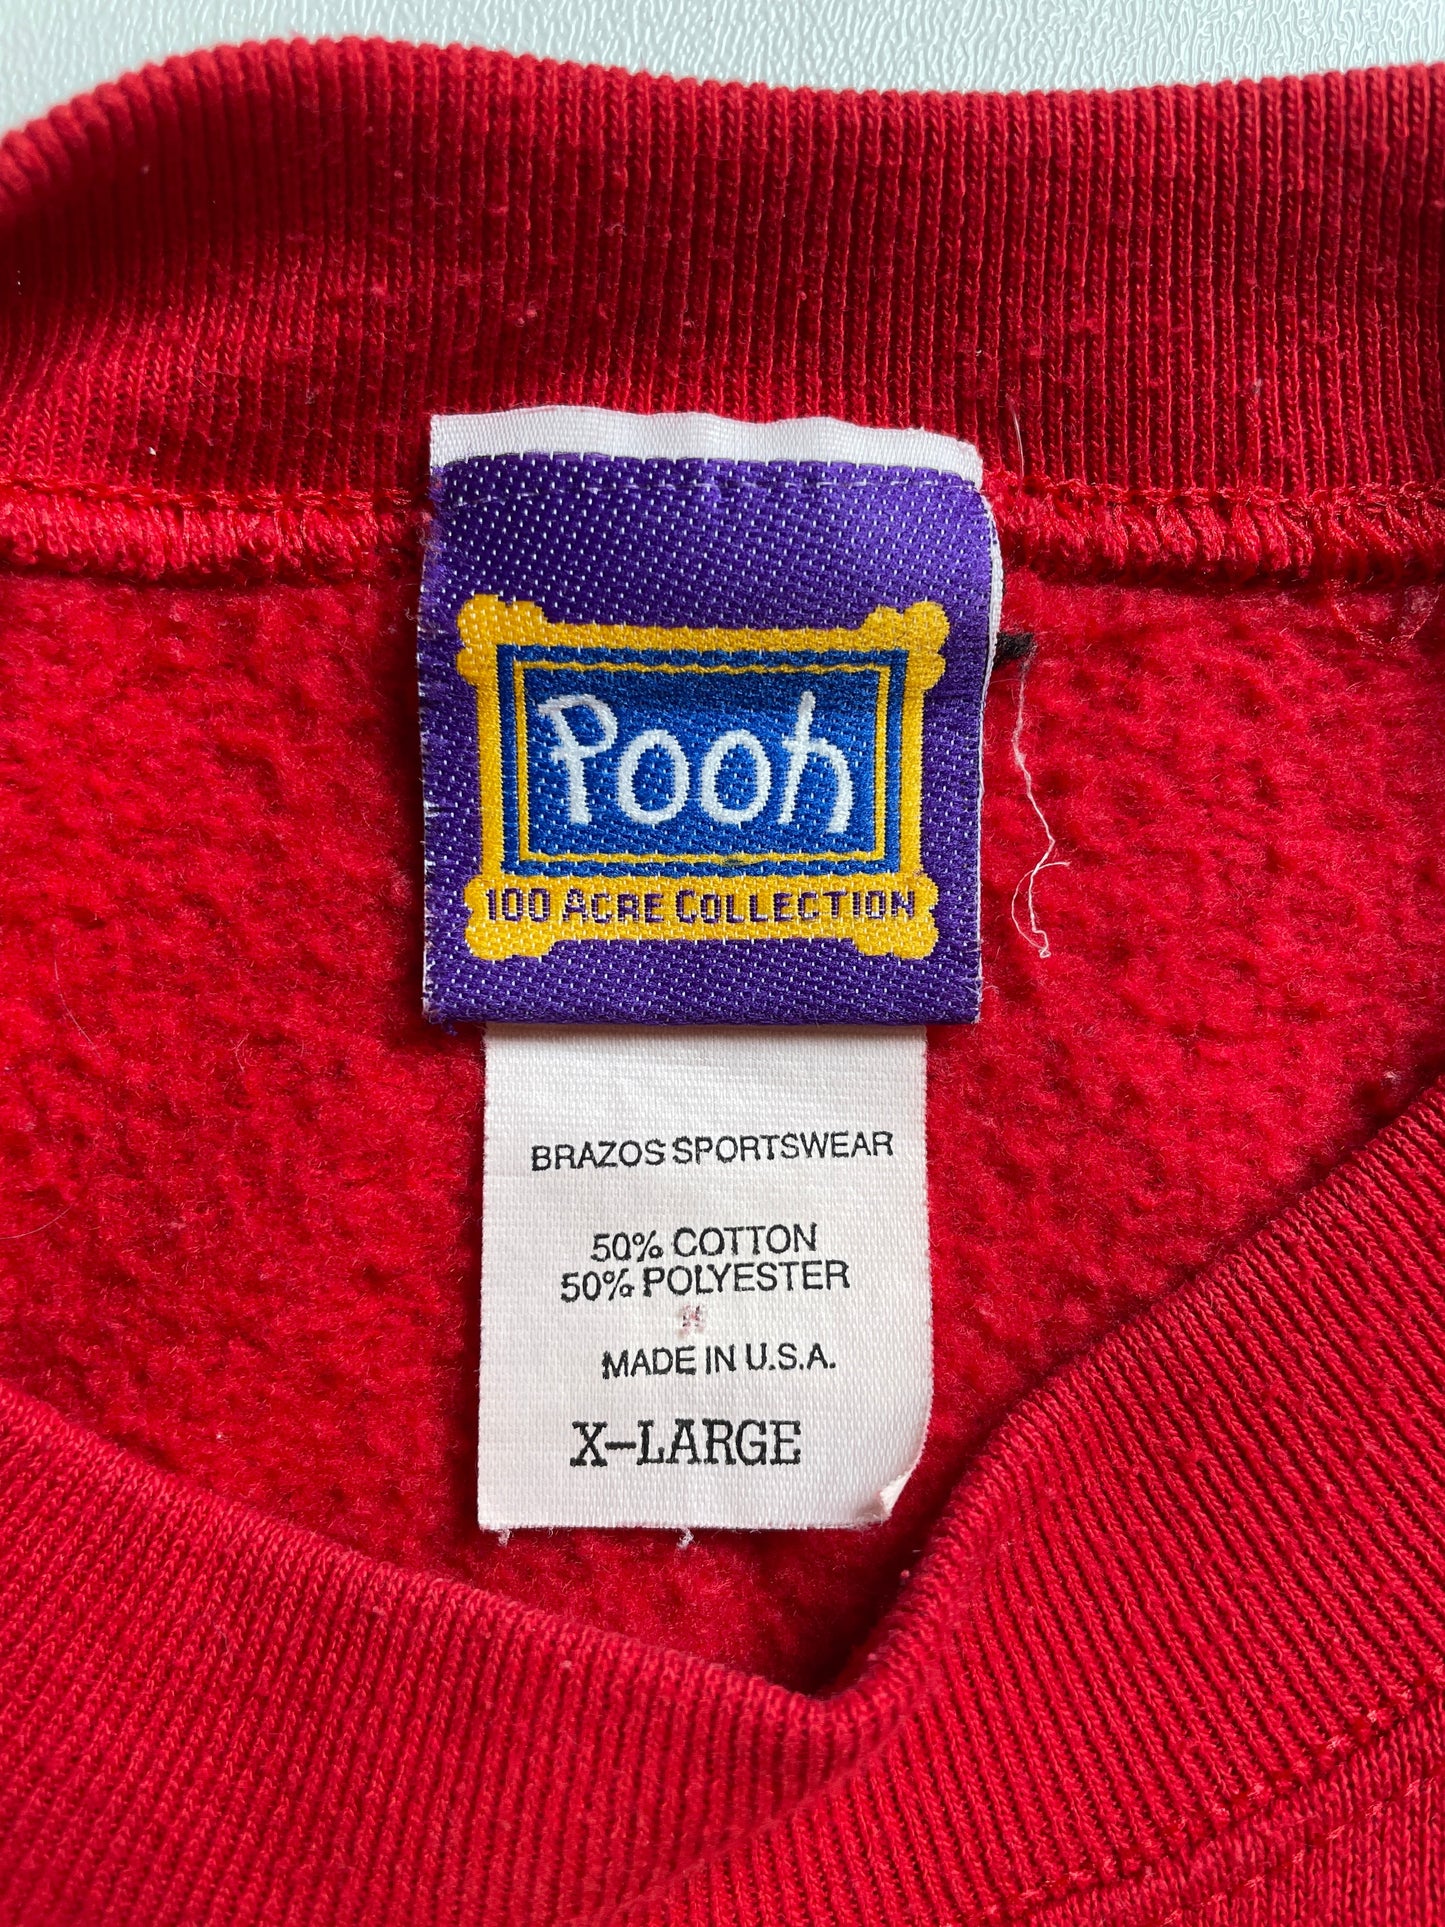 Pooh
100 ACRE COLLECTION
BRAZOS SPORTSWEAR
50% COTTON
50% POLYESTER
MADE IN U.S.A.
X-LARGE